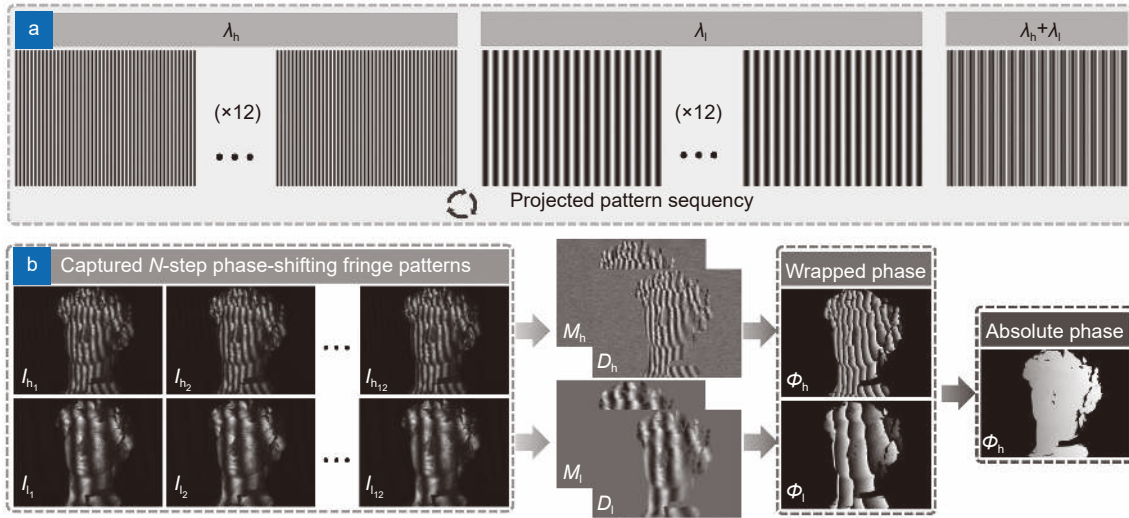 a
λh
λl
λh+λl
(×12)
(×12)
Projected pattern sequency
b
Captured N-step phase-shifting fringe patterns
Ih1
Ih2
Ih12
Il1
Il2
Il12
Mh
Dh
Ml
Dl
Wrapped phase
Φh
Φl
Absolute phase
Φh